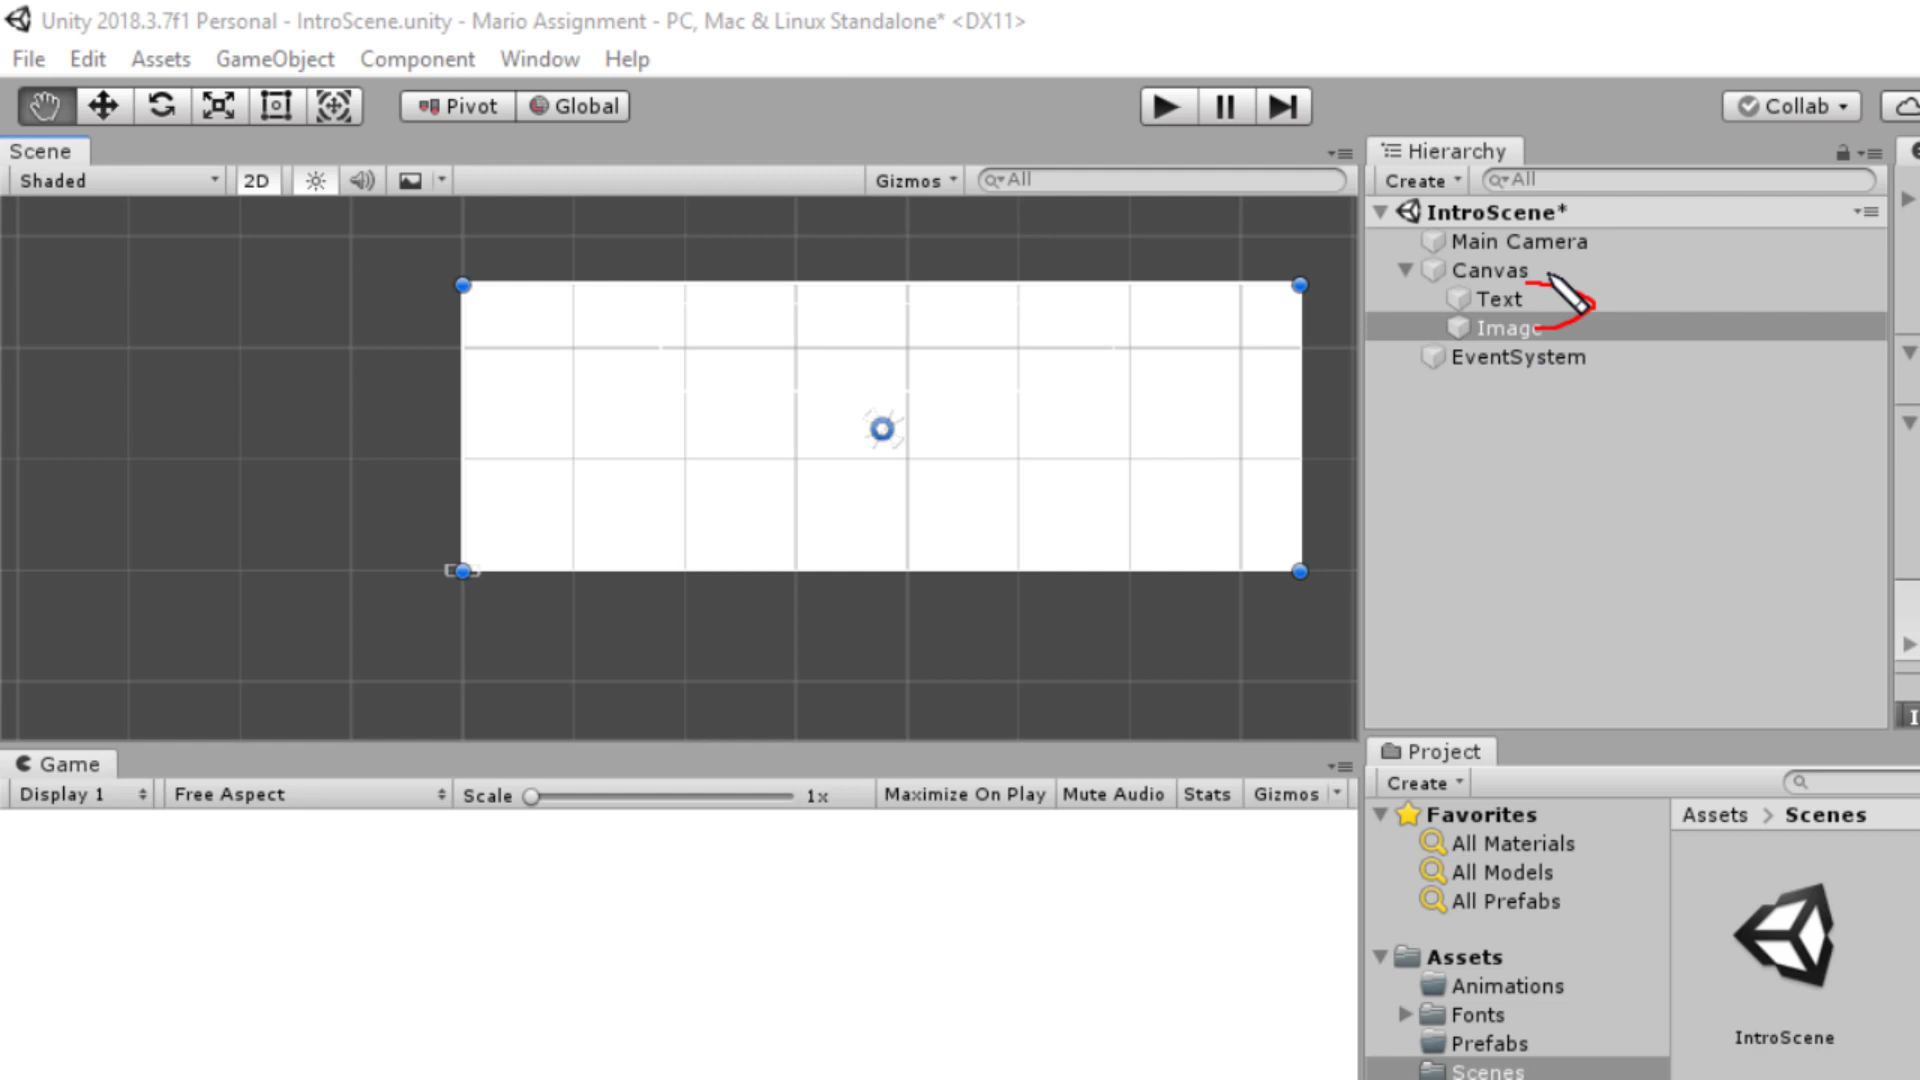 Unity 2018.3.7f1 Personal - IntroScene.unity - Mario Assignment - PC, Mac & Linux Standalone* <DX11>
File Edit Assets GameObject Component Window Help
Pivot Global Collab
Scene
Shaded 2D Gizmos All
Hierarchy
Create All
IntroScene*
Main Camera
Canvas
Text
Image
EventSystem
Game
Display 1 Free Aspect Scale 1x Maximize On Play Mute Audio Stats Gizmos
Project
Create
Favorites
All Materials
All Models
All Prefabs
Assets
Animations
Fonts
Prefabs
Scenes
Assets > Scenes
IntroScene